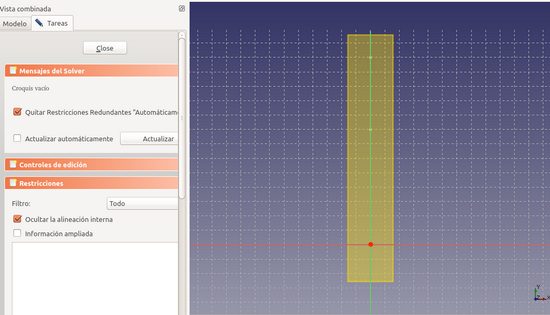 Vista combinada
Modelo
Tareas
Close
Mensajes del Solver
Croquis vacío
Quitar Restricciones Redundantes "Automáticam
Actualizar automáticamente
Actualizar
Controles de edición
Restricciones
Filtro:
Todo
Ocultar la alineación interna
Información ampliada
Y
X